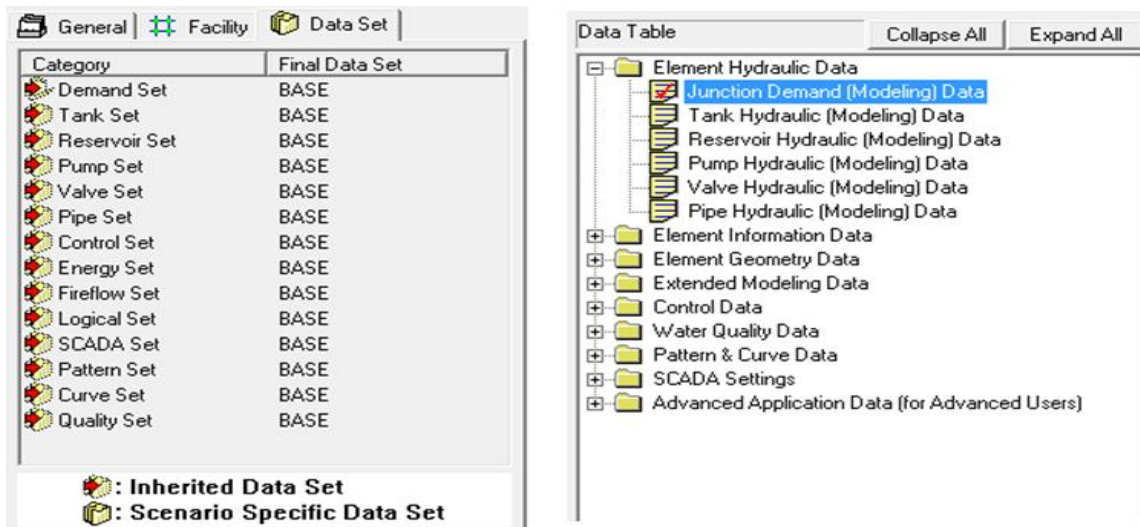 General Facility Data Set
Category Final Data Set
Demand Set BASE
Tank Set BASE
Reservoir Set BASE
Pump Set BASE
Valve Set BASE
Pipe Set BASE
Control Set BASE
Energy Set BASE
Fireflow Set BASE
Logical Set BASE
SCADA Set BASE
Pattern Set BASE
Curve Set BASE
Quality Set BASE
: Inherited Data Set
: Scenario Specific Data Set
Data Table Collapse All Expand All
Element Hydraulic Data
Junction Demand (Modeling) Data
Tank Hydraulic (Modeling) Data
Reservoir Hydraulic (Modeling) Data
Pump Hydraulic (Modeling) Data
Valve Hydraulic (Modeling) Data
Pipe Hydraulic (Modeling) Data
Element Information Data
Element Geometry Data
Extended Modeling Data
Control Data
Water Quality Data
Pattern & Curve Data
SCADA Settings
Advanced Application Data (for Advanced Users)